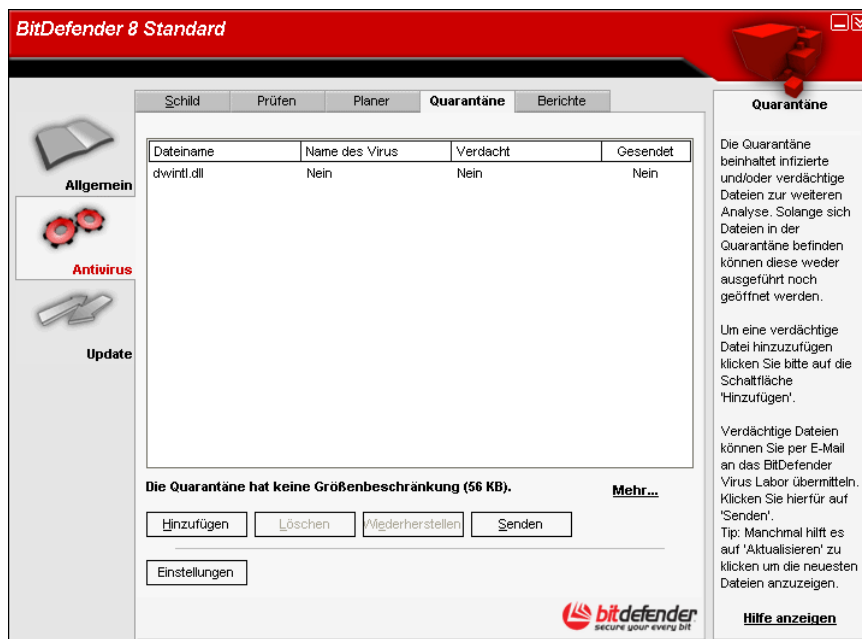 BitDefender 8 Standard
Schild
Prüfen
Planer
Quarantäne
Berichte
Allgemein
Antivirus
Update
Dateiname
Name des Virus
Verdacht
Gesendet
dwintl.dll
Nein
Nein
Nein
Die Quarantäne hat keine Größenbeschränkung (56 KB).
Mehr...
Hinzufügen
Löschen
Wiederherstellen
Senden
Einstellungen
bitdefender
secure your every bit
Quarantäne
Die Quarantäne
beinhaltet infizierte
und/oder verdächtige
Dateien zur weiteren
Analyse. Solange sich
Dateien in der
Quarantäne befinden
können diese weder
ausgeführt noch
geöffnet werden.
Um eine verdächtige
Datei hinzuzufügen
klicken Sie bitte auf die
Schaltfläche
'Hinzufügen'.
Verdächtige Dateien
können Sie per E-Mail
an das BitDefender
Virus Labor übermitteln.
Klicken Sie hierfür auf
'Senden'.
Tip: Manchmal hilft es
auf 'Aktualisieren' zu
klicken um die neuesten
Dateien anzuzeigen.
Hilfe anzeigen